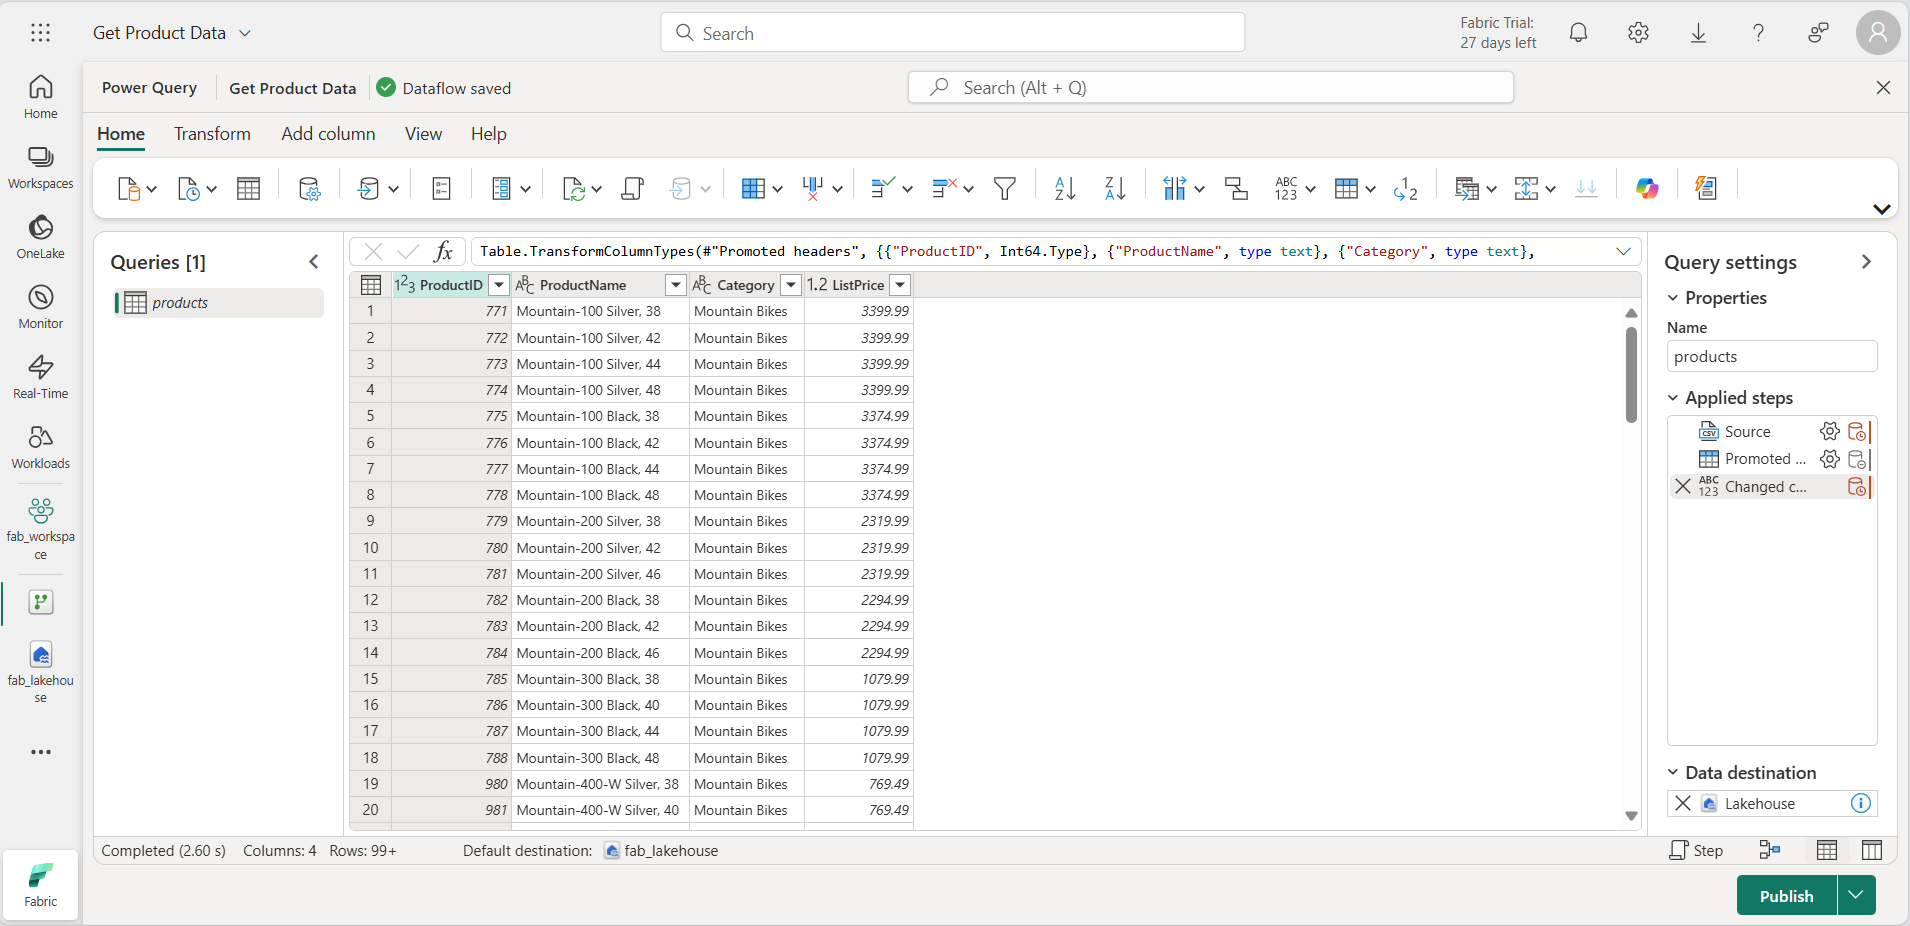 Get Product Data
Search
Fabric Trial:
27 days left
Home
Workspaces
OneLake
Monitor
Real-Time
Workloads
fab_workspa
ce
fab_lakehou
se
Fabric
Power Query
Get Product Data
Dataflow saved
Search (Alt + Q)
Home Transform Add column View Help
Queries [1]
products
Table.TransformColumnTypes(#"Promoted headers", {{"ProductID", Int64.Type}, {"ProductName", type text}, {"Category", type text},
ProductID ProductName Category 1.2 ListPrice
1 771 Mountain-100 Silver, 38 Mountain Bikes 3399.99
2 772 Mountain-100 Silver, 42 Mountain Bikes 3399.99
3 773 Mountain-100 Silver, 44 Mountain Bikes 3399.99
4 774 Mountain-100 Silver, 48 Mountain Bikes 3399.99
5 775 Mountain-100 Black, 38 Mountain Bikes 3374.99
6 776 Mountain-100 Black, 42 Mountain Bikes 3374.99
7 777 Mountain-100 Black, 44 Mountain Bikes 3374.99
8 778 Mountain-100 Black, 48 Mountain Bikes 3374.99
9 779 Mountain-200 Silver, 38 Mountain Bikes 2319.99
10 780 Mountain-200 Silver, 42 Mountain Bikes 2319.99
11 781 Mountain-200 Silver, 46 Mountain Bikes 2319.99
12 782 Mountain-200 Black, 38 Mountain Bikes 2294.99
13 783 Mountain-200 Black, 42 Mountain Bikes 2294.99
14 784 Mountain-200 Black, 46 Mountain Bikes 2294.99
15 785 Mountain-300 Black, 38 Mountain Bikes 1079.99
16 786 Mountain-300 Black, 40 Mountain Bikes 1079.99
17 787 Mountain-300 Black, 44 Mountain Bikes 1079.99
18 788 Mountain-300 Black, 48 Mountain Bikes 1079.99
19 980 Mountain-400-W Silver, 38 Mountain Bikes 769.49
20 981 Mountain-400-W Silver, 40 Mountain Bikes 769.49
Query settings
Properties
Name
products
Applied steps
Source
Promoted ...
ABC
123 Changed c...
Data destination
Lakehouse
Completed (2.60 s) Columns: 4 Rows: 99+ Default destination: fab_lakehouse
Step
Publish